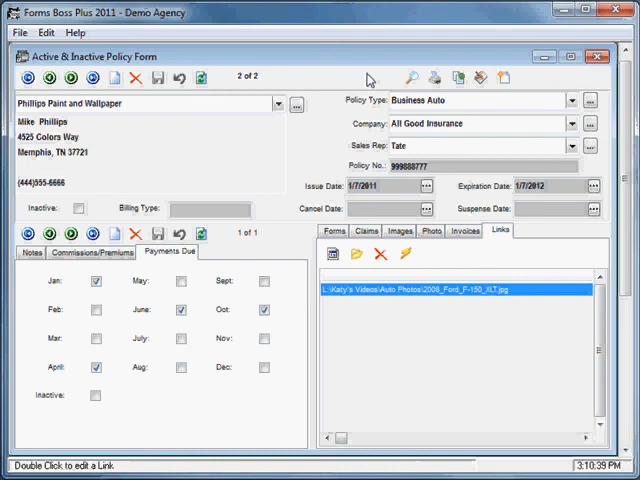 Forms Boss Plus 2011 - Demo Agency
File Edit Help
Active & Inactive Policy Form
2 of 2
Phillips Paint and Wallpaper
Mike Phillips
4525 Colors Way
Memphis, TN 37721
(444)555-6666
Inactive: Billing Type:
Policy Type: Business Auto
Company: All Good Insurance
Sales Rep: Tate
Policy No.: 999888777
Issue Date: 1/7/2011 Expiration Date: 1/7/2012
Cancel Date: Suspense Date:
1 of 1
Notes Commissions/Premiums Payments Due
Jan: May: Sept:
Feb: June: Oct:
Mar: July: Nov:
April: Aug: Dec:
Inactive:
Forms Claims Images Photo Invoices Links
L:\Katy's Videos\Auto Photos\2008_Ford_F-150_XLT.jpg
Double Click to edit a Link
3:10:39 PM